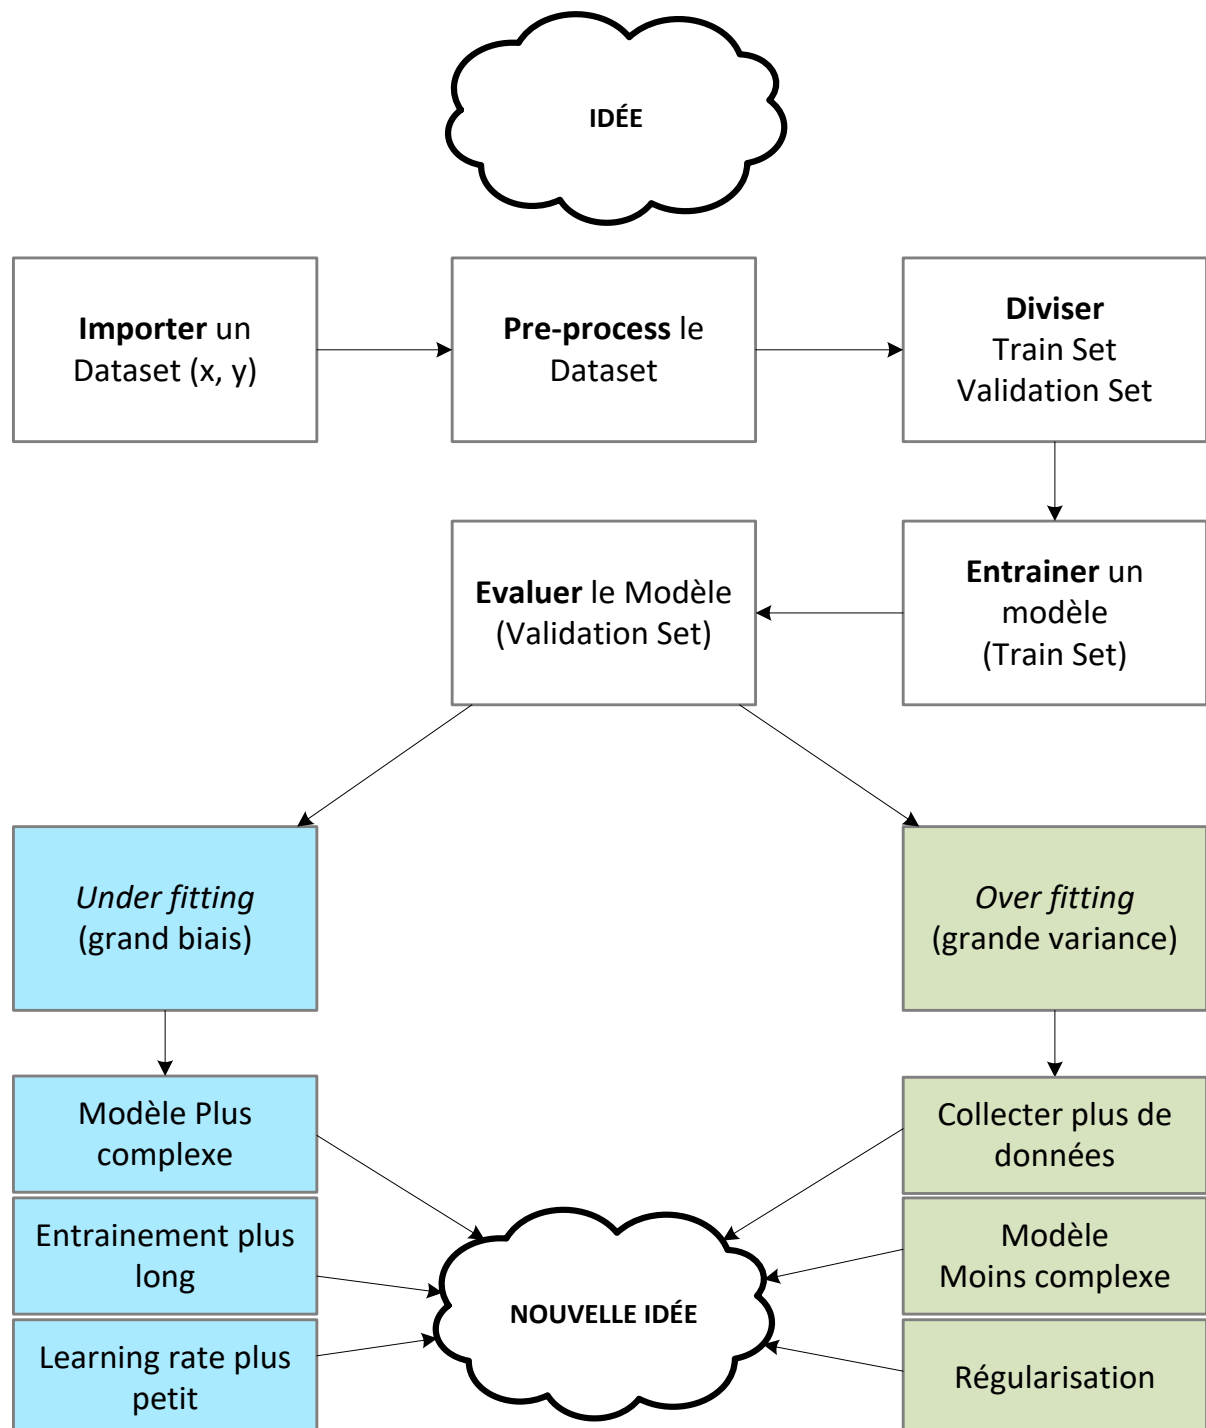 IDÉE
Importer un
Dataset (x, y)
Pre-process le
Dataset
Diviser
Train Set
Validation Set
Evaluer le Modèle
(Validation Set)
Entrainer un
modèle
(Train Set)
Under fitting
(grand biais)
Over fitting
(grande variance)
Modèle Plus
complexe
Entrainement plus
long
Learning rate plus
petit
Collecter plus de
données
Modèle
Moins complexe
Régularisation
NOUVELLE IDÉE